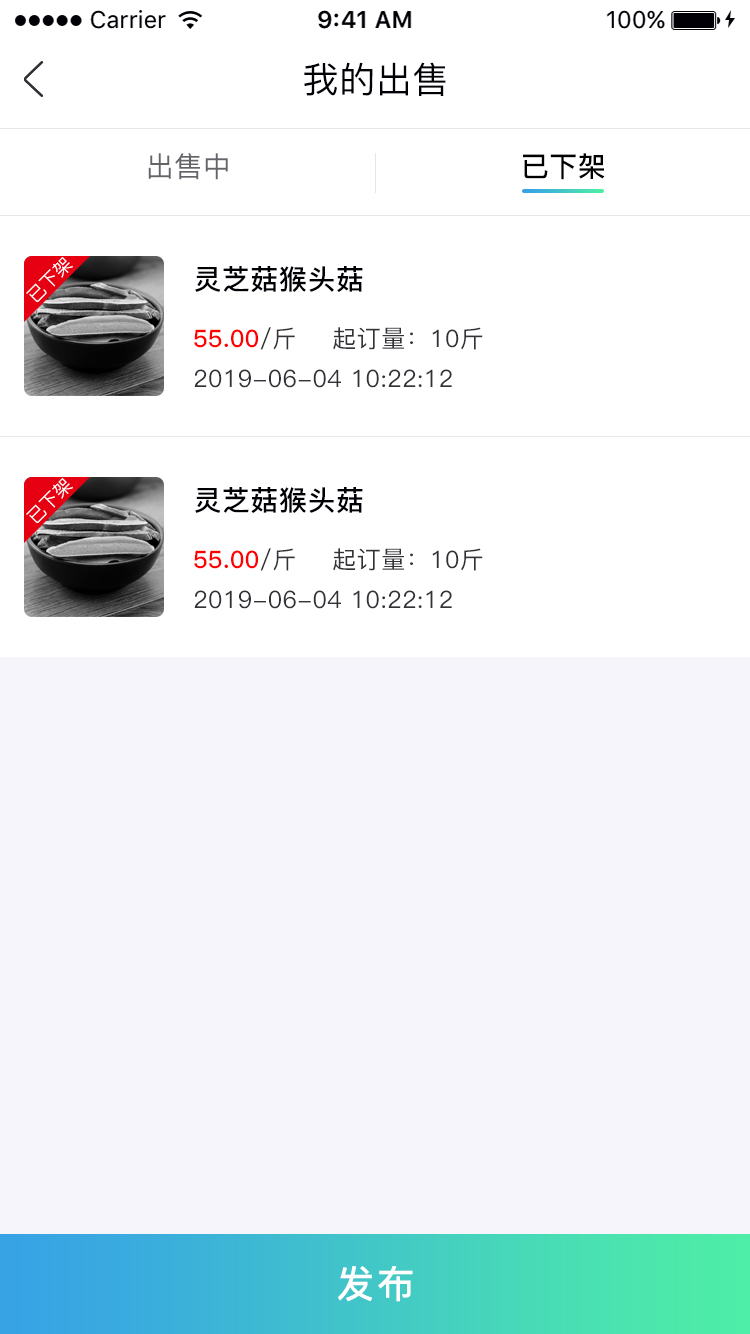 ●●●●● Carrier 9:41 AM 100%
我的出售
出售中 已下架
已下架
灵芝菇猴头菇
55.00/斤 起订量：10斤
2019-06-04 10:22:12
已下架
灵芝菇猴头菇
55.00/斤 起订量：10斤
2019-06-04 10:22:12
发布